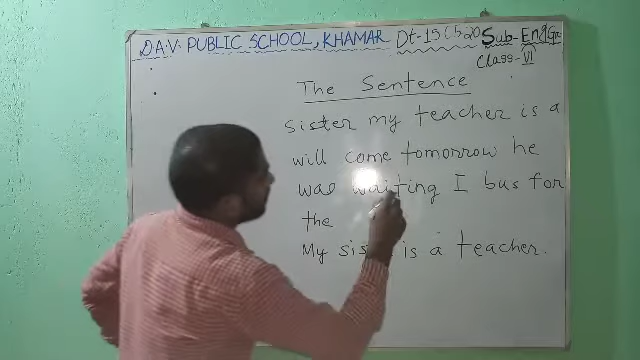 D.A.V. PUBLIC SCHOOL, KHAMAR Sub-Eng Gr
Class-VI
The Sentence
Sister my teacher is a
will come tomorrow he
was waiting I bus for
the
My sister is a teacher.